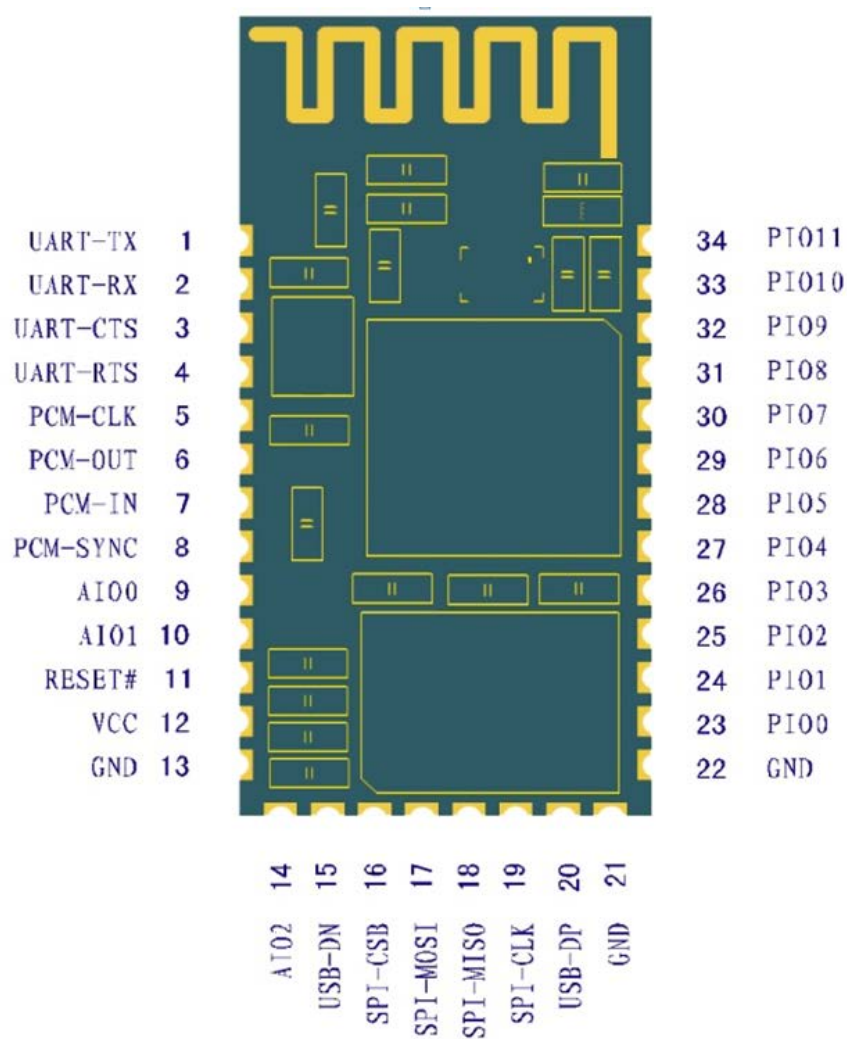 UART-TX 1
UART-RX 2
UART-CTS 3
UART-RTS 4
PCM-CLK 5
PCM-OUT 6
PCM-IN 7
PCM-SYNC 8
AIO0 9
AIO1 10
RESET# 11
VCC 12
GND 13
34 PIO11
33 PIO10
32 PIO9
31 PIO8
30 PIO7
29 PIO6
28 PIO5
27 PIO4
26 PIO3
25 PIO2
24 PIO1
23 PIO0
22 GND
14 AIO2
15 USB-DN
16 SPI-CSB
17 SPI-MOSI
18 SPI-MISO
19 SPI-CLK
20 USB-DP
21 GND